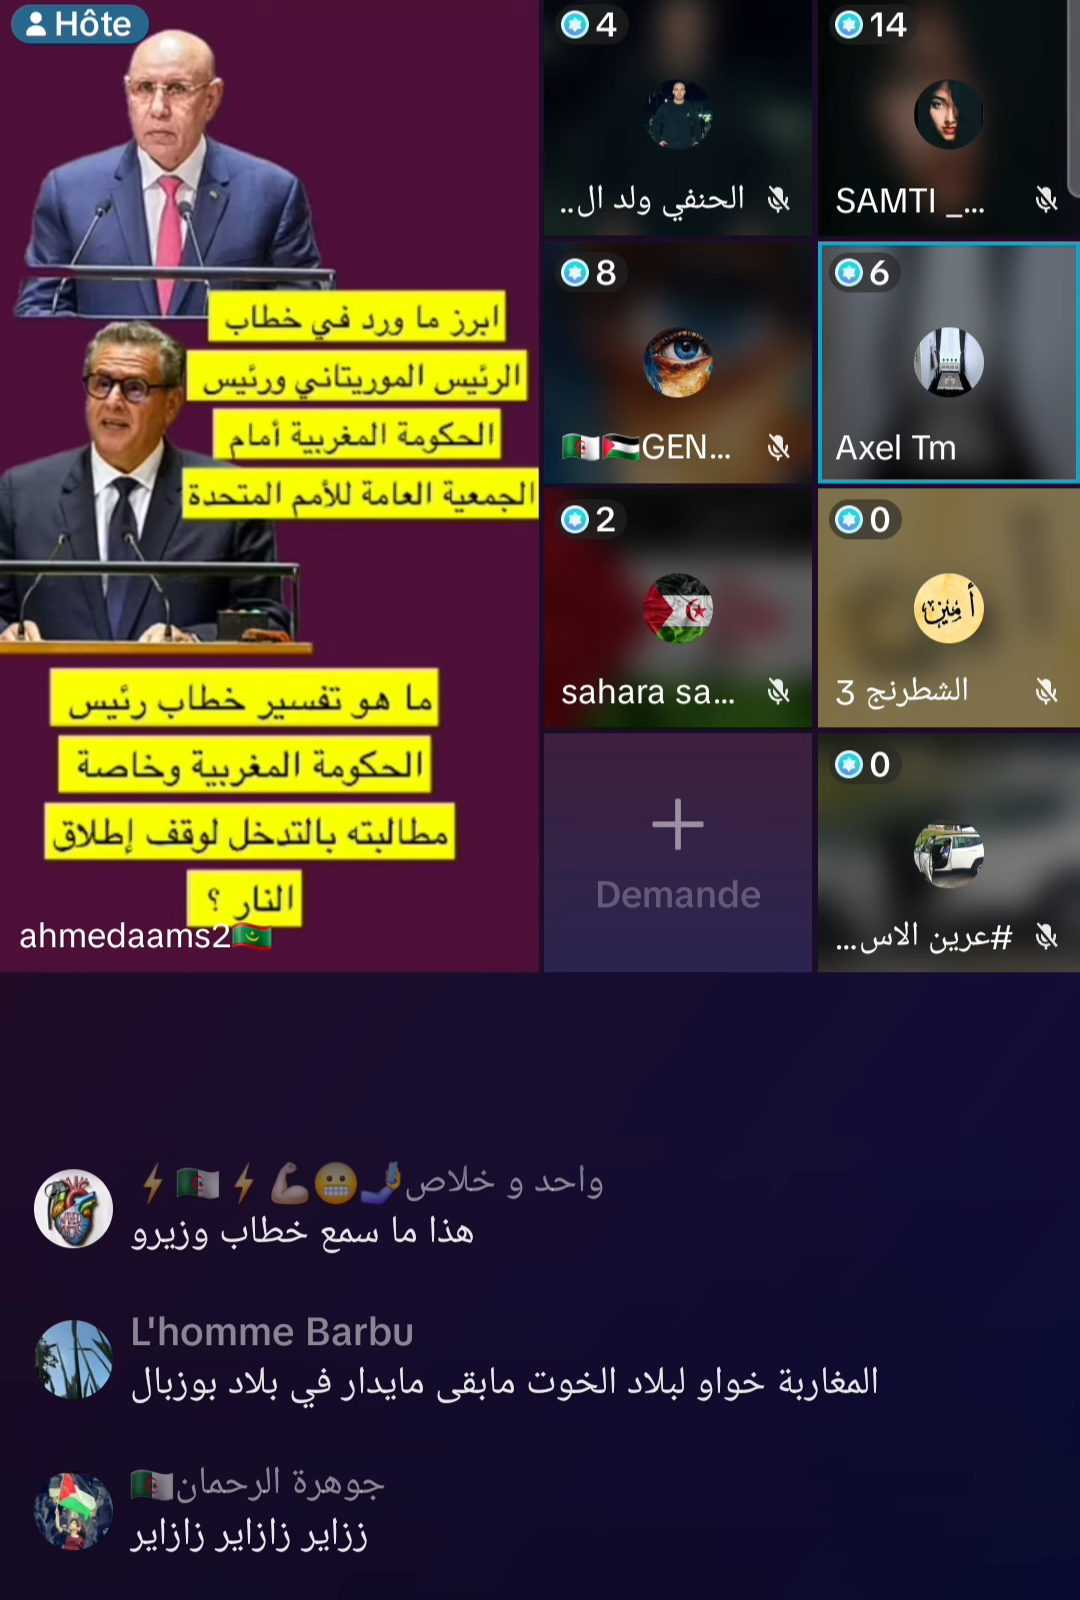 Hôte
ابرز ما ورد في خطاب
الرئيس الموريتاني ورئيس
الحكومة المغربية أمام
الجمعية العامة للأمم المتحدة
ما هو تفسير خطاب رئيس
الحكومة المغربية وخاصة
مطالبته بالتدخل لوقف إطلاق
النار ؟
ahmedaams2🇲🇷
4
الحنفي ولد ال..
14
SAMTI _...
8
🇩🇿🇵🇸GEN...
6
Axel Tm
2
sahara sa...
0
أمين
الشطرنج 3
Demande
0
#عرين الاس...
واحد و خلاص🤳😬💪⚡🇩🇿⚡
هذا ما سمع خطاب وزيرو
L'homme Barbu
المغاربة خواو لبلاد الخوت مابقى مايدار في بلاد بوزبال
جوهرة الرحمان🇩🇿
ززاير زازاير زازاير